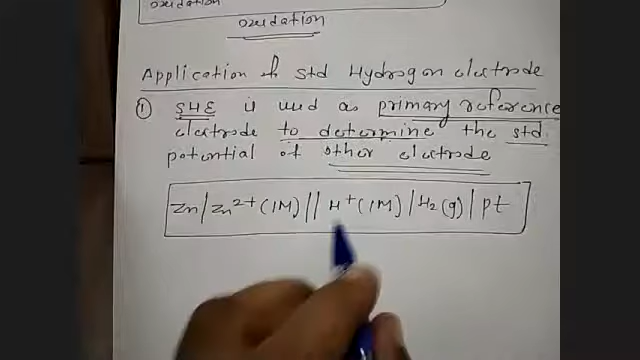 oxidation
oxidation
Application of Std Hydrogen electrode
① SHE is used as primary reference
electrode to determine the std.
potential of other electrode
Zn/Zn²⁺(1M)||H⁺(1M)|H₂(g)|pt